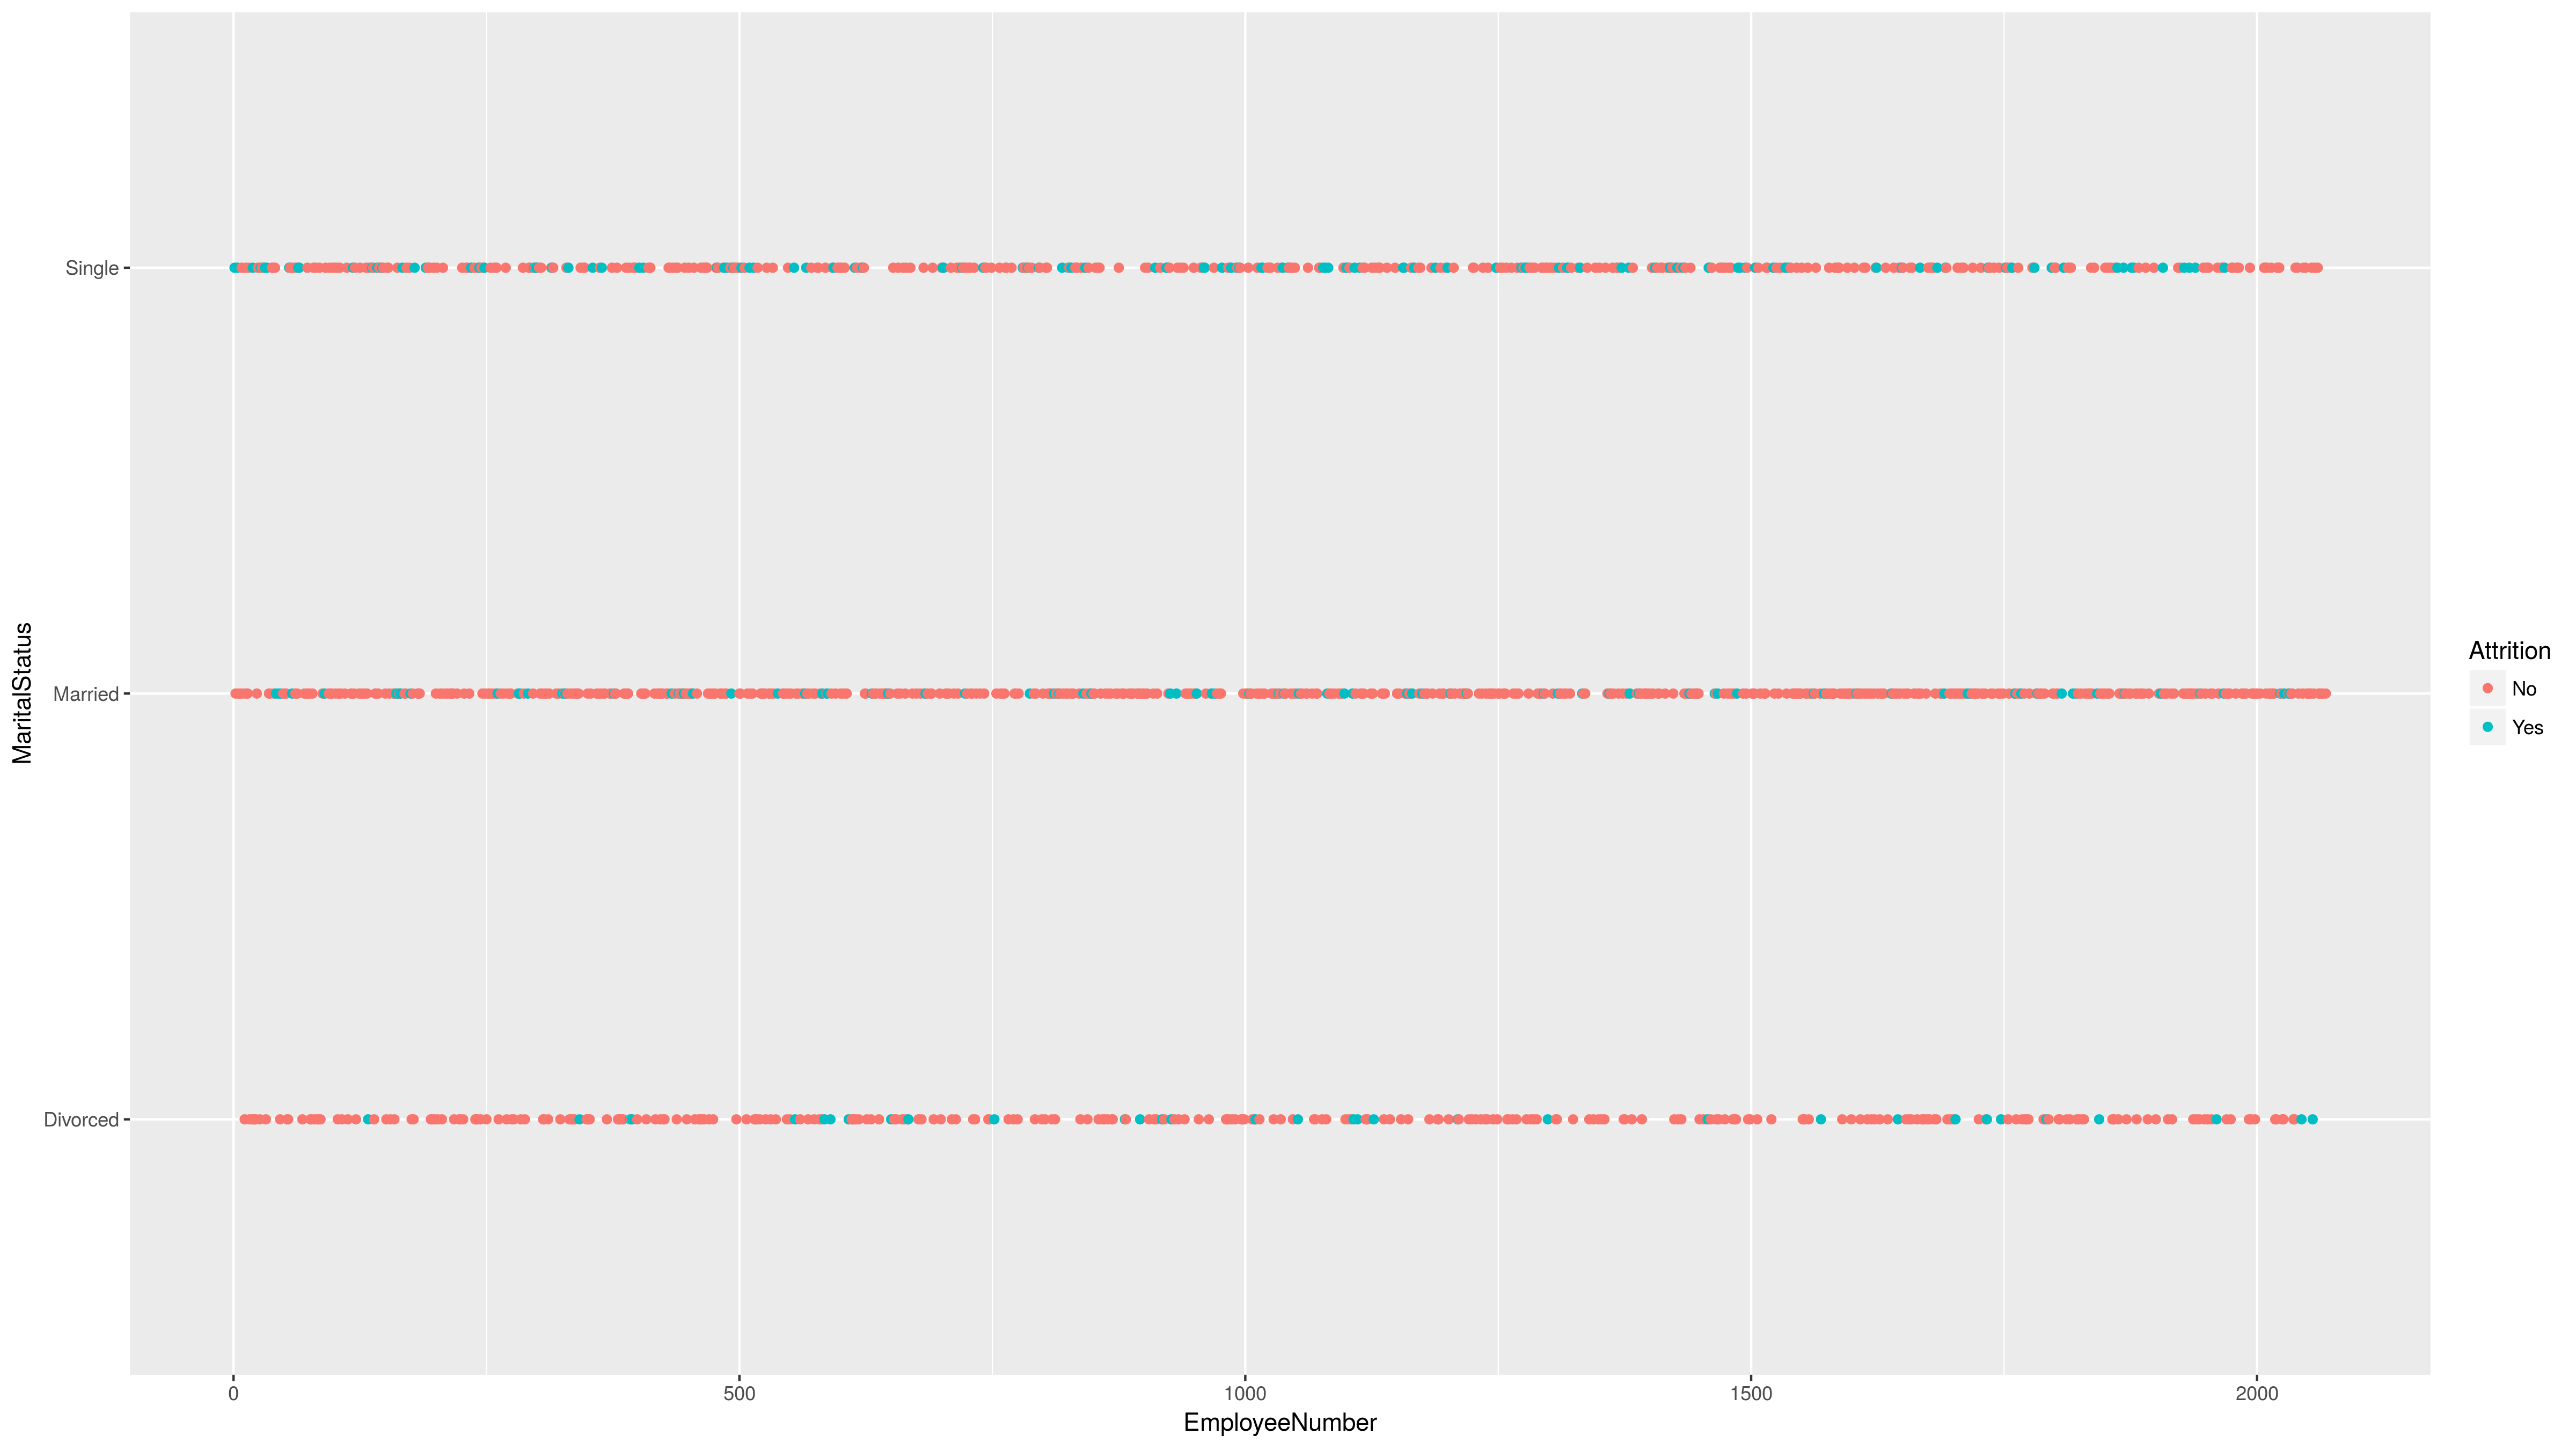 MaritalStatus
Single
Married
Divorced
0 500 1000 1500 2000
EmployeeNumber
Attrition
No
Yes